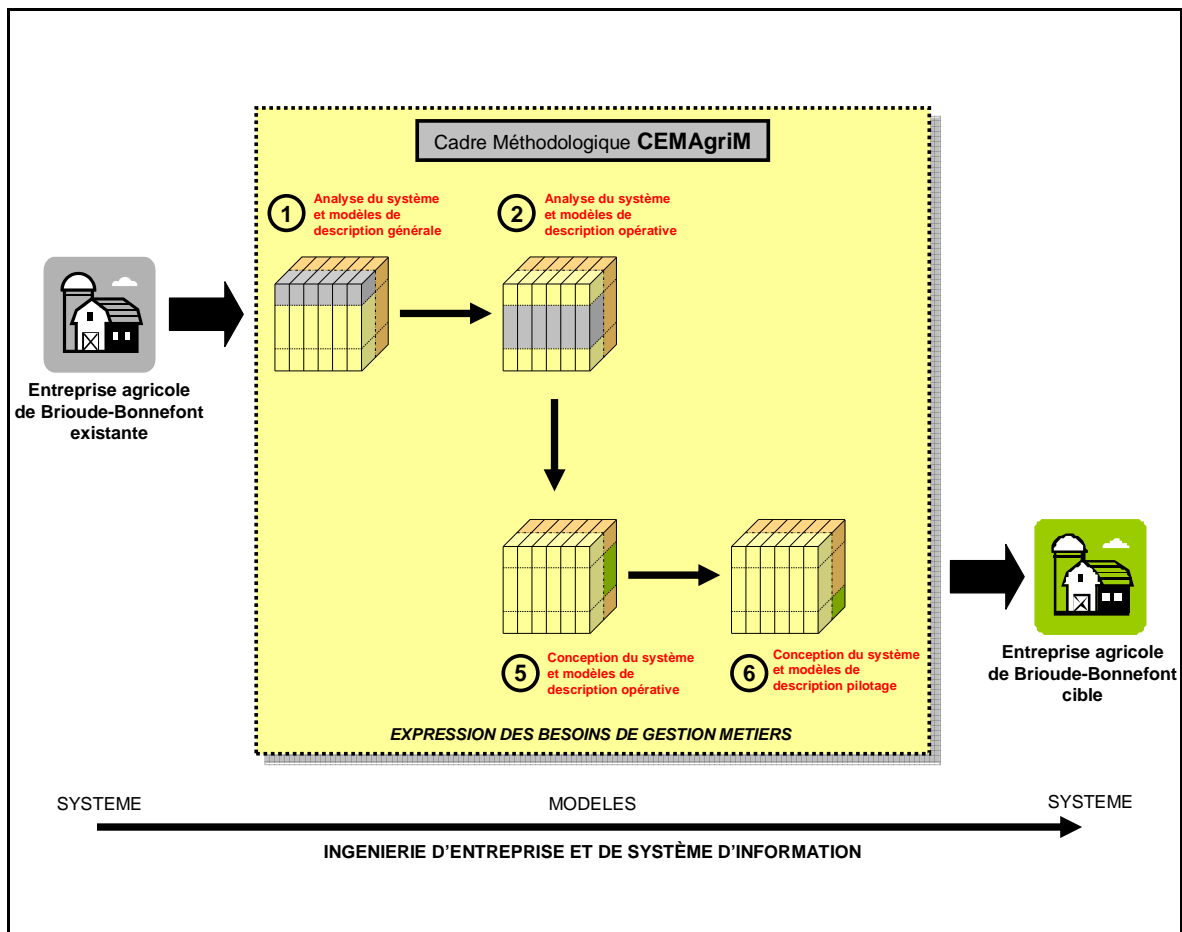 Cadre Méthodologique CEMAgriM
1
Analyse du système
et modèles de
description générale
2
Analyse du système
et modèles de
description opérative
Entreprise agricole
de Brioude-Bonnefont
existante
5
Conception du système
et modèles de
description opérative
6
Conception du système
et modèles de
description pilotage
Entreprise agricole
de Brioude-Bonnefont
cible
EXPRESSION DES BESOINS DE GESTION METIERS
SYSTEME
MODELES
SYSTEME
INGENIERIE D'ENTREPRISE ET DE SYSTÈME D'INFORMATION